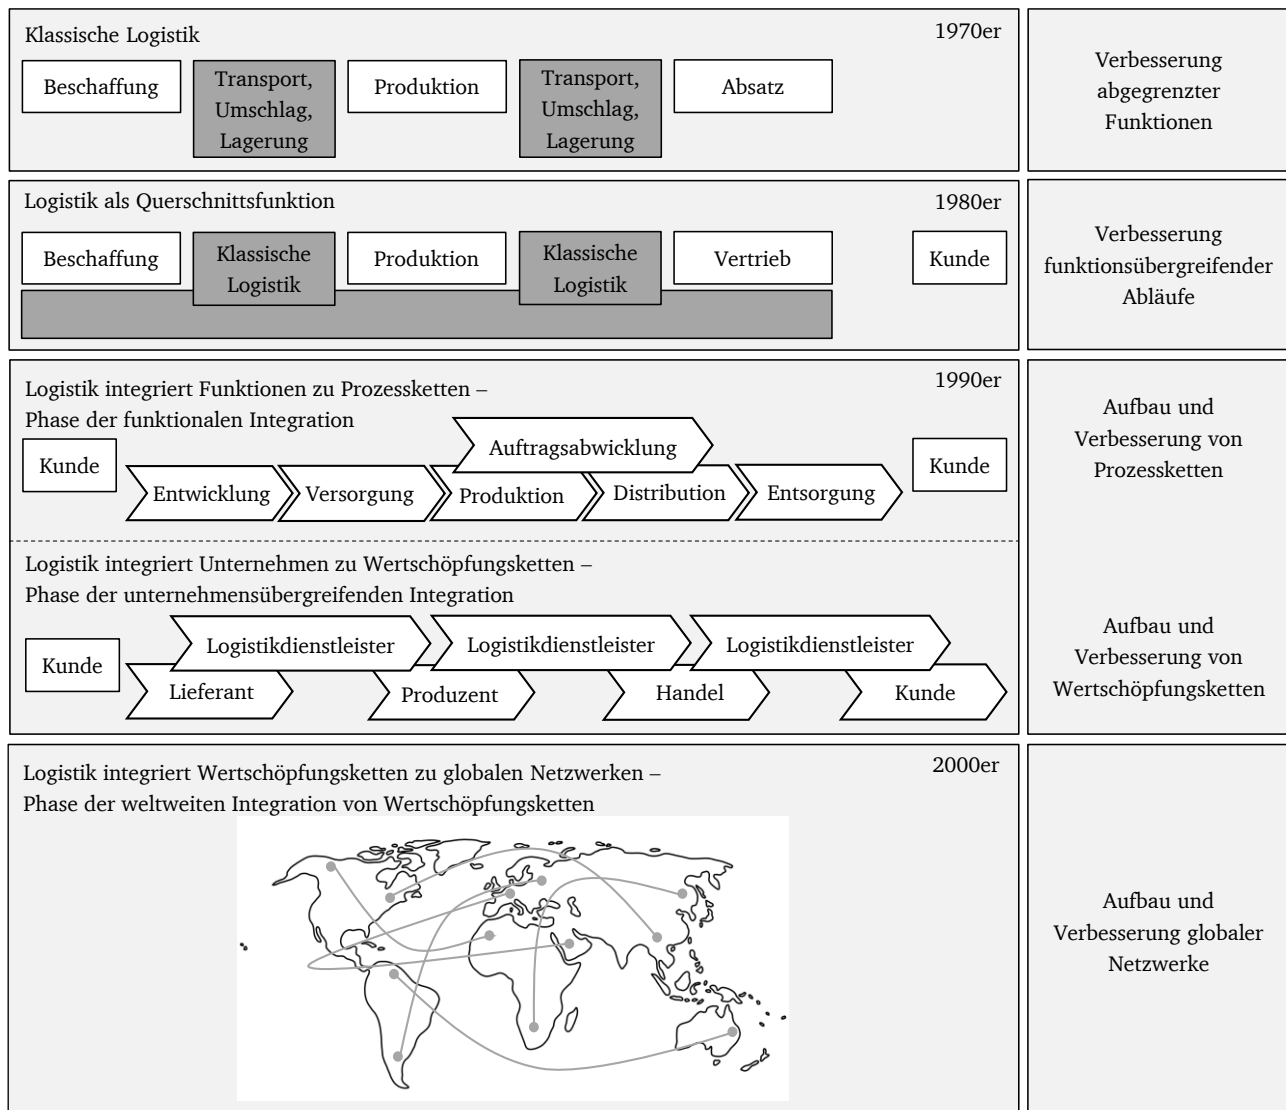 Klassische Logistik
1970er
Beschaffung
Transport,
Umschlag,
Lagerung
Produktion
Transport,
Umschlag,
Lagerung
Absatz
Verbesserung
abgegrenzter
Funktionen
Logistik als Querschnittsfunktion
1980er
Beschaffung
Klassische
Logistik
Produktion
Klassische
Logistik
Vertrieb
Kunde
Verbesserung
funktionsübergreifender
Abläufe
Logistik integriert Funktionen zu Prozessketten –
Phase der funktionalen Integration
1990er
Kunde
Auftragsabwicklung
Entwicklung
Versorgung
Produktion
Distribution
Entsorgung
Kunde
Aufbau und
Verbesserung von
Prozessketten
Logistik integriert Unternehmen zu Wertschöpfungsketten –
Phase der unternehmensübergreifenden Integration
Kunde
Logistikdienstleister
Logistikdienstleister
Logistikdienstleister
Lieferant
Produzent
Handel
Kunde
Aufbau und
Verbesserung von
Wertschöpfungsketten
Logistik integriert Wertschöpfungsketten zu globalen Netzwerken –
Phase der weltweiten Integration von Wertschöpfungsketten
2000er
Aufbau und
Verbesserung globaler
Netzwerke